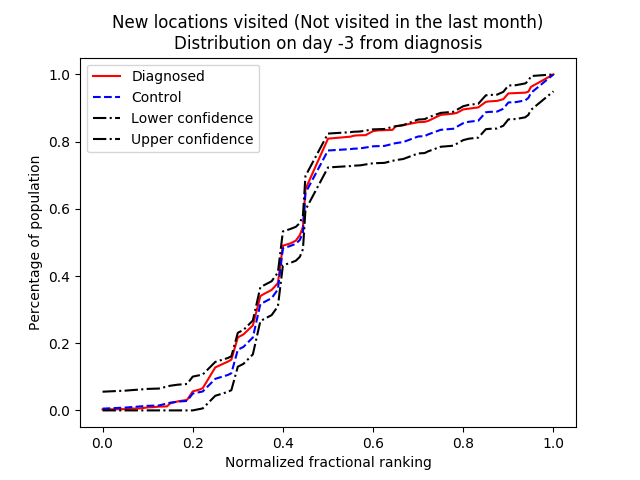 New locations visited (Not visited in the last month)
Distribution on day -3 from diagnosis
Diagnosed
Control
Lower confidence
Upper confidence
Percentage of population
1.0
0.8
0.6
0.4
0.2
0.0
0.0 0.2 0.4 0.6 0.8 1.0
Normalized fractional ranking